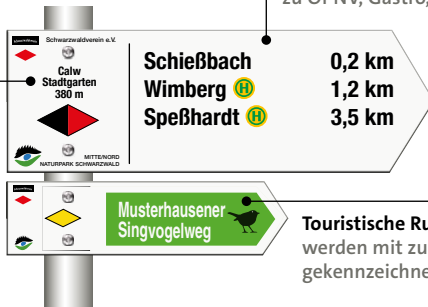 zu ÖPNV, Gastro,
Schwarzwaldverein e.V.
Calw
Stadtgarten
380 m
Schießbach 0,2 km
Wimberg H 1,2 km
Speßhardt H 3,5 km
MITTE/NORD
NATURPARK SCHWARZWALD
Musterhausener
Singvogelweg
Touristische Ru
werden mit zu
gekennzeichne